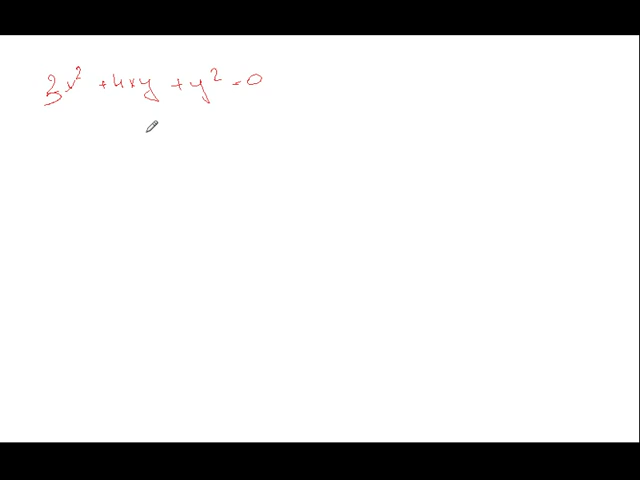 3x² + 4xy + y² = 0